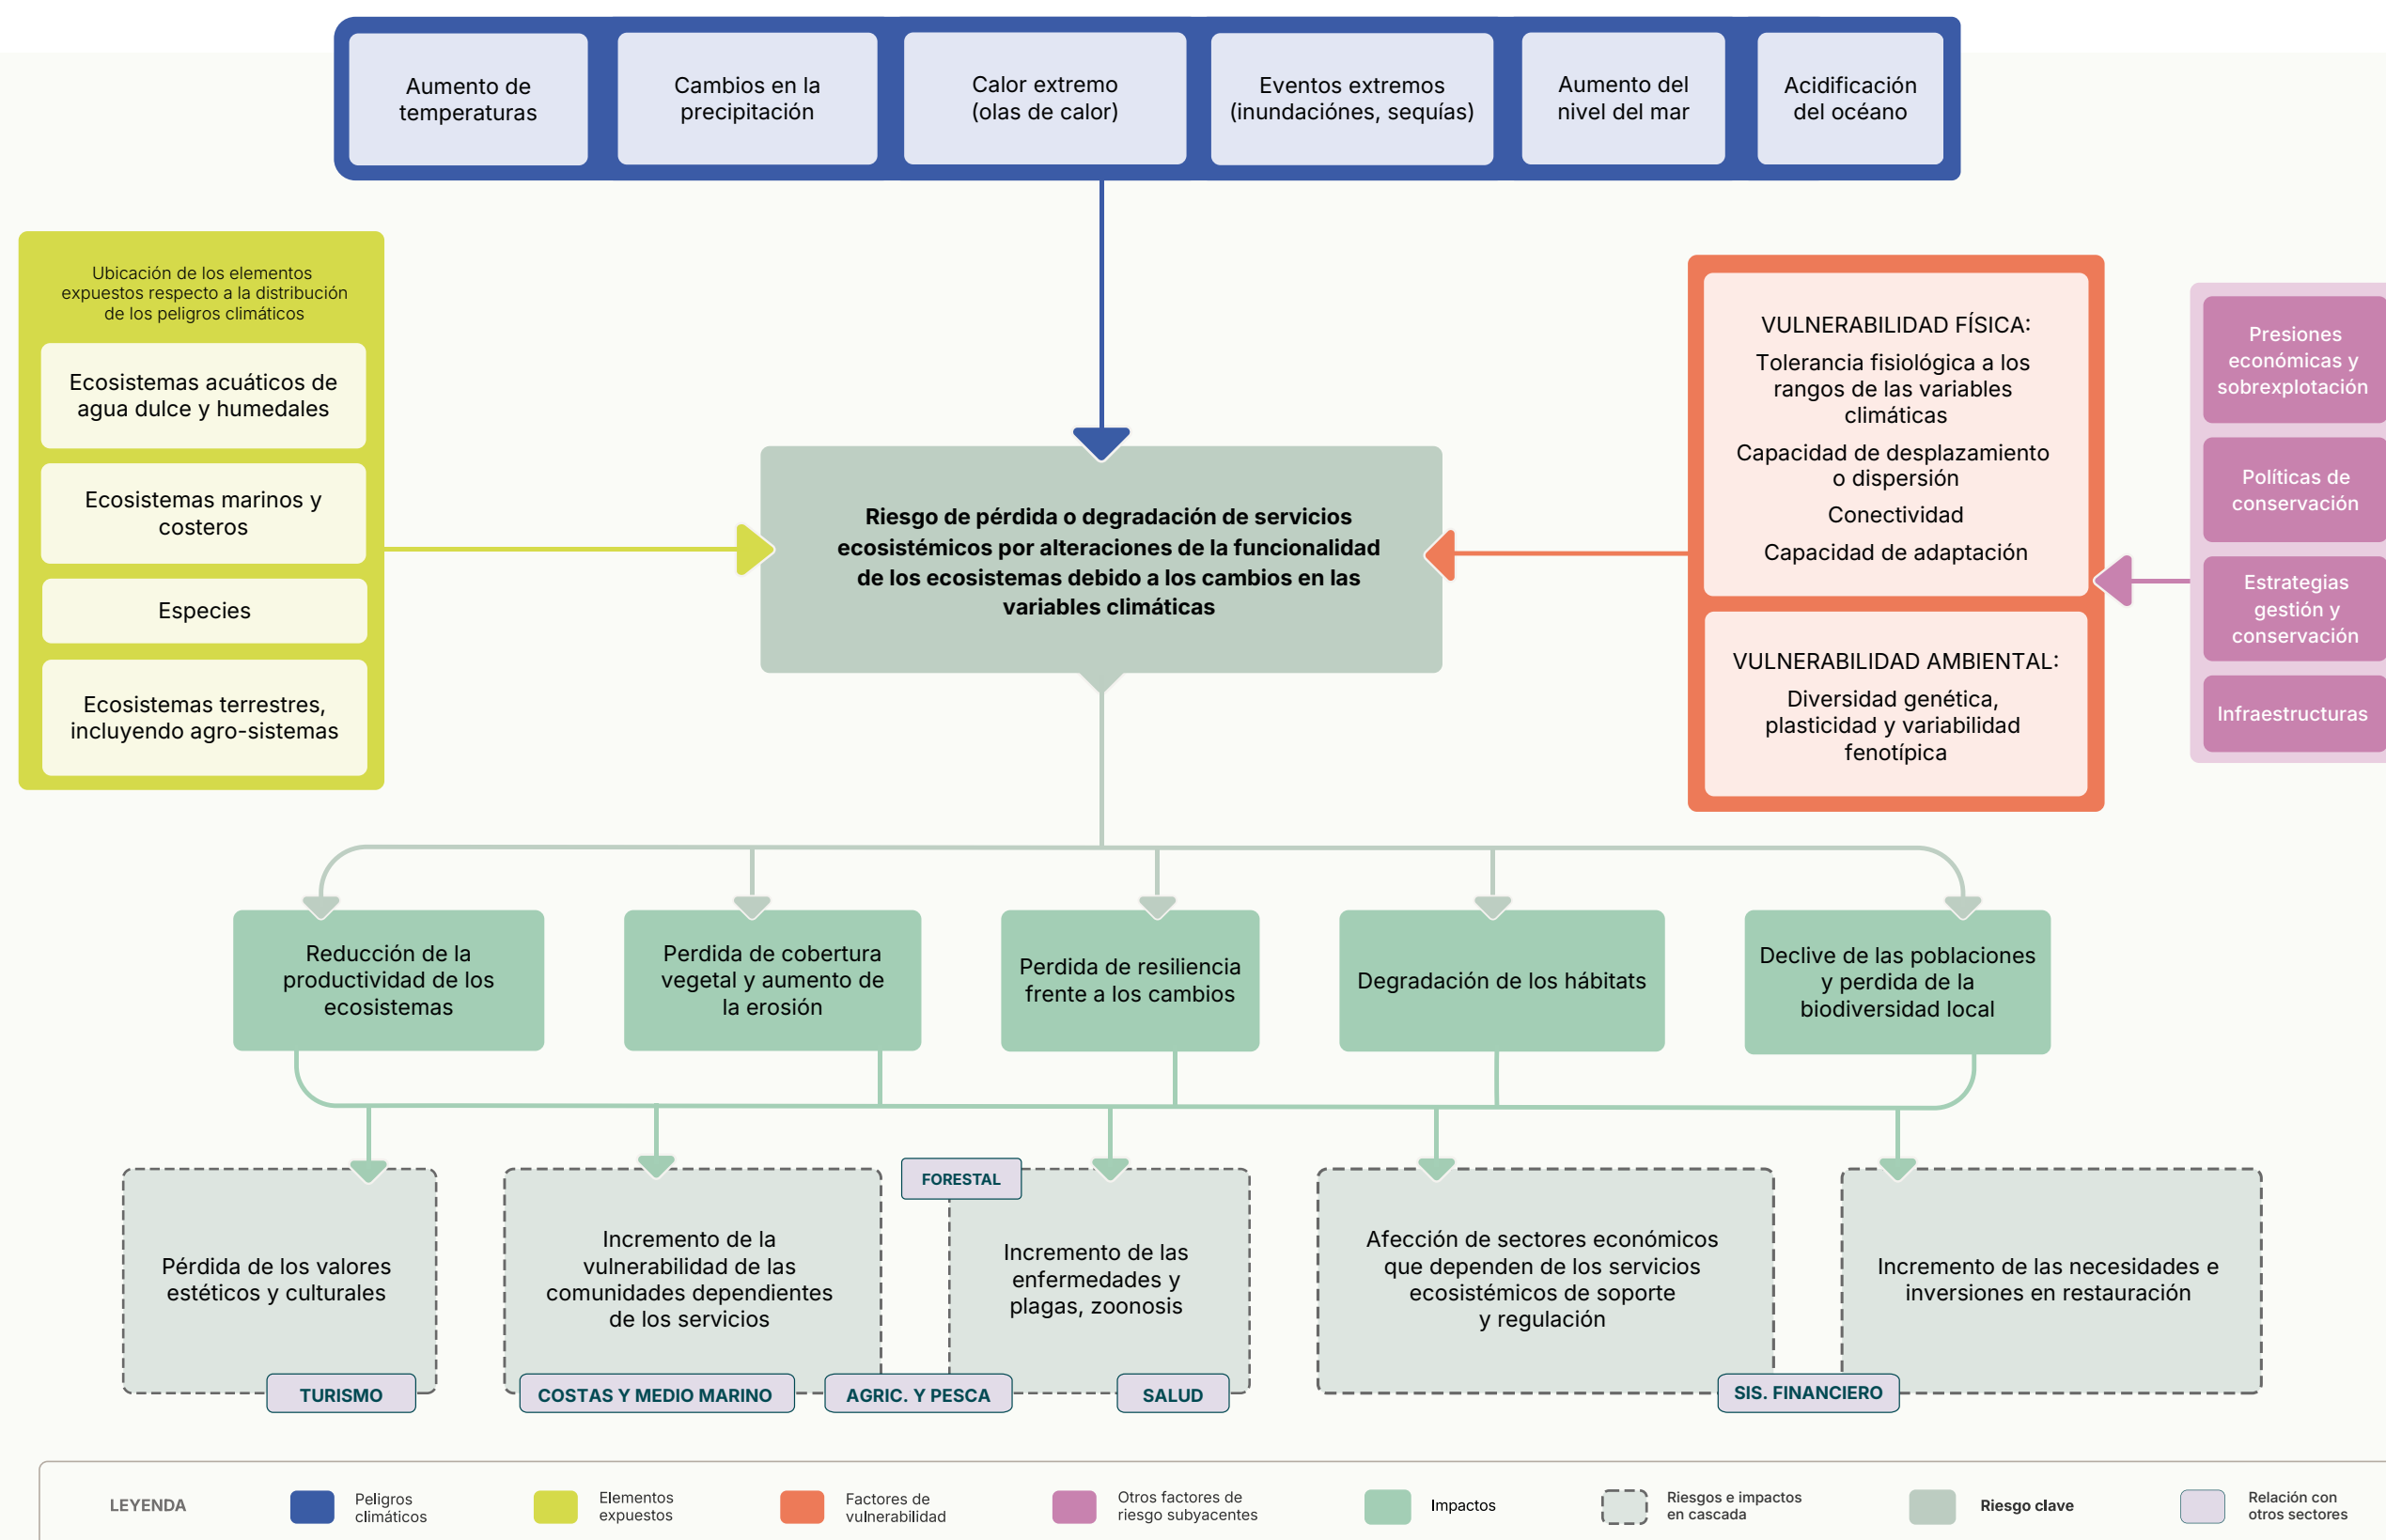 Aumento de
temperaturas
Cambios en la
precipitación
Calor extremo
(olas de calor)
Eventos extremos
(inundaciónes, sequías)
Aumento del
nivel del mar
Acidificación
del océano
Ubicación de los elementos
expuestos respecto a la distribución
de los peligros climáticos
Ecosistemas acuáticos de
agua dulce y humedales
Ecosistemas marinos y
costeros
Especies
Ecosistemas terrestres,
incluyendo agro-sistemas
Riesgo de pérdida o degradación de servicios
ecosistémicos por alteraciones de la funcionalidad
de los ecosistemas debido a los cambios en las
variables climáticas
VULNERABILIDAD FÍSICA:
Tolerancia fisiológica a los
rangos de las variables
climáticas
Capacidad de desplazamiento
o dispersión
Conectividad
Capacidad de adaptación
VULNERABILIDAD AMBIENTAL:
Diversidad genética,
plasticidad y variabilidad
fenotípica
Presiones
económicas y
sobrexplotación
Políticas de
conservación
Estrategias
gestión y
conservación
Infraestructuras
Reducción de la
productividad de los
ecosistemas
Perdida de cobertura
vegetal y aumento de
la erosión
Perdida de resiliencia
frente a los cambios
Degradación de los hábitats
Declive de las poblaciones
y perdida de la
biodiversidad local
Pérdida de los valores
estéticos y culturales
TURISMO
Incremento de la
vulnerabilidad de las
comunidades dependientes
de los servicios
COSTAS Y MEDIO MARINO
AGRIC. Y PESCA
FORESTAL
Incremento de las
enfermedades y
plagas, zoonosis
SALUD
Afección de sectores económicos
que dependen de los servicios
ecosistémicos de soporte
y regulación
SIS. FINANCIERO
Incremento de las necesidades e
inversiones en restauración
LEYENDA
Peligros
climáticos
Elementos
expuestos
Factores de
vulnerabilidad
Otros factores de
riesgo subyacentes
Impactos
Riesgos e impactos
en cascada
Riesgo clave
Relación con
otros sectores